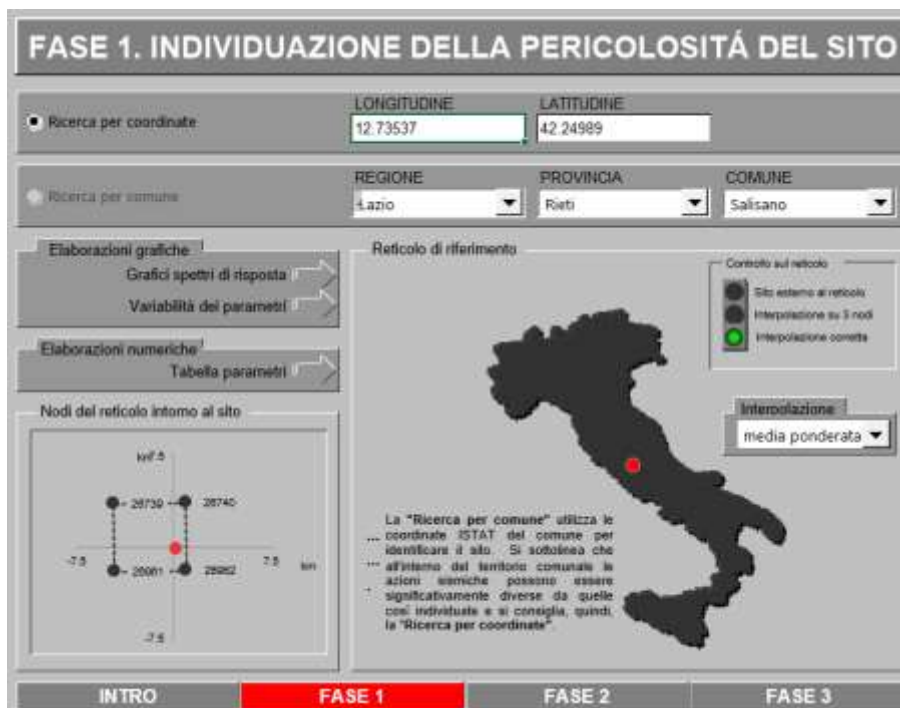 FASE 1. INDIVIDUAZIONE DELLA PERICOLOSITÁ DEL SITO
LONGITUDINE
LATITUDINE
Ricerca per coordinate
12.73537
42.24989
REGIONE
PROVINCIA
COMUNE
Ricerca per comune
Lazio
Rieti
Salisano
Elaborazioni grafiche
Grafici spettri di risposta
Variabilità dei parametri
Elaborazioni numeriche
Tabella parametri
Nodi del reticolo intorno al sito
km7.5
26739
26740
-7.5
7.5
km
26961
26962
-7.5
Reticolo di riferimento
Controllo sul reticolo
Sito esterno al reticolo
Interpolazione su 3 nodi
Interpolazione corretta
Interpolazione
media ponderata
La "Ricerca per comune" utilizza le
coordinate ISTAT del comune per
identificare il sito. Si sottolinea che
all'interno del territorio comunale le
azioni sismiche possono essere
significativamente diverse da quelle
così individuate e si consiglia, quindi,
la "Ricerca per coordinate".
INTRO
FASE 1
FASE 2
FASE 3